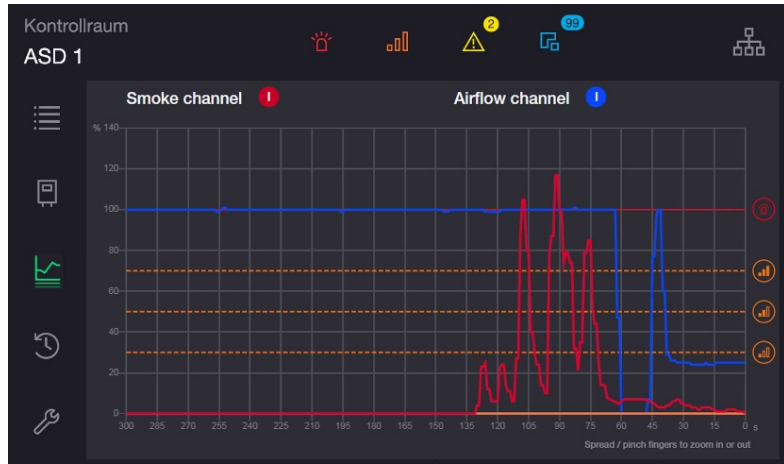 Kontrollraum
ASD 1
2
99
Smoke channel I
Airflow channel I
% 140
120
100
80
60
40
20
0
300 285 270 255 240 225 210 195 180 165 150 135 120 105 90 75 60 45 30 15 0 s
Spread / pinch fingers to zoom in or out